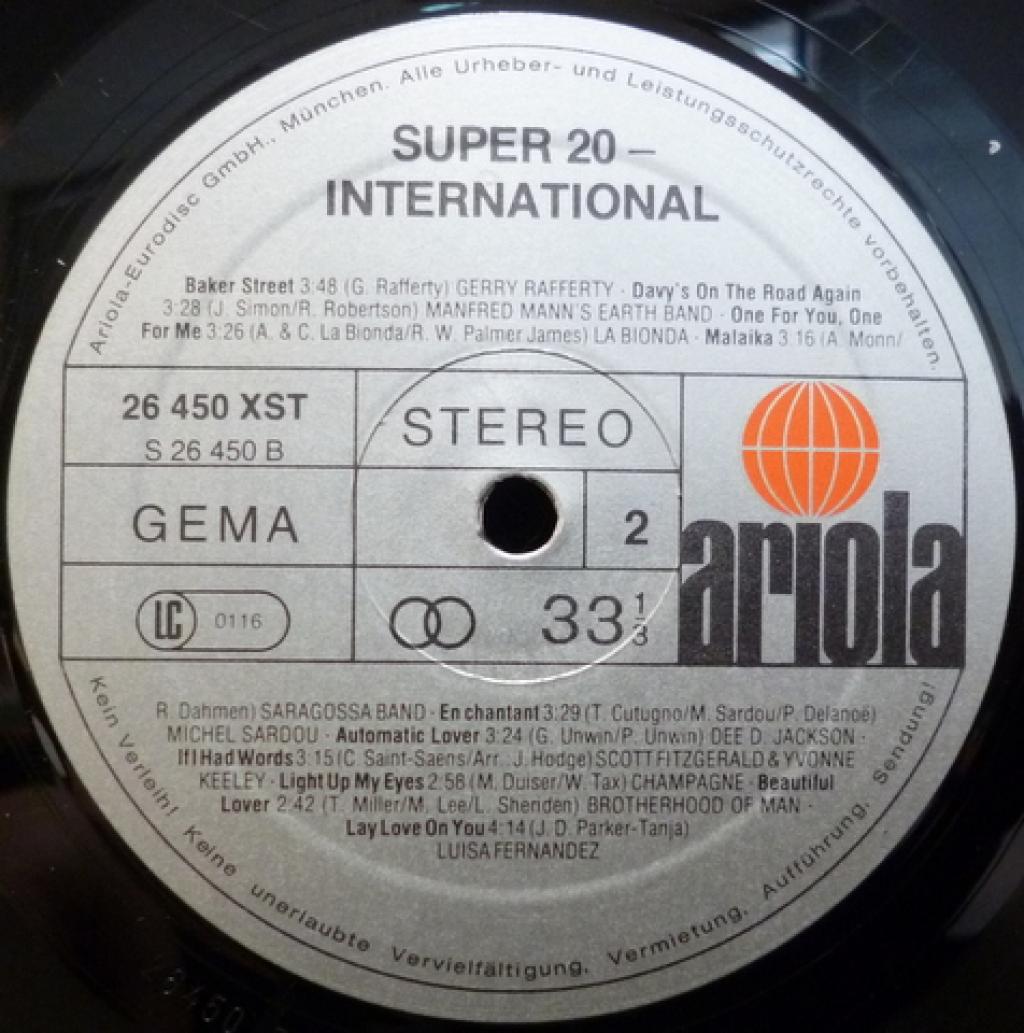 Ariola-Eurodisc GmbH., München. Alle Urheber- und Leistungsschutzrechte vorbehalten.
SUPER 20 –
INTERNATIONAL
Baker Street 3:48 (G. Rafferty) GERRY RAFFERTY · Davy's On The Road Again
3:28 (J. Simon/R. Robertson) MANFRED MANN'S EARTH BAND · One For You, One
For Me 3:26 (A. & C. La Bionda/R. W. Palmer James) LA BIONDA · Malaika 3:16 (A. Monn/
26 450 XST
S 26 450 B
STEREO
GEMA
2
LC 0116
33 1/3
ariola
R. Dahmen) SARAGOSSA BAND · En chantant 3:29 (T. Cutugno/M. Sardou/P. Delanoë)
MICHEL SARDOU · Automatic Lover 3:24 (G. Unwin/P. Unwin) DEE D. JACKSON ·
If I Had Words 3:15 (C. Saint-Saens/Arr.: J. Hodge) SCOTT FITZGERALD & YVONNE
KEELEY · Light Up My Eyes 2:58 (M. Duiser/W. Tax) CHAMPAGNE · Beautiful
Lover 2:42 (T. Miller/M. Lee/L. Sheriden) BROTHERHOOD OF MAN ·
Lay Love On You 4:14 (J. D. Parker-Tanja)
LUISA FERNANDEZ
Kein Verleih! Keine unerlaubte Vervielfältigung, Vermietung, Aufführung, Sendung!